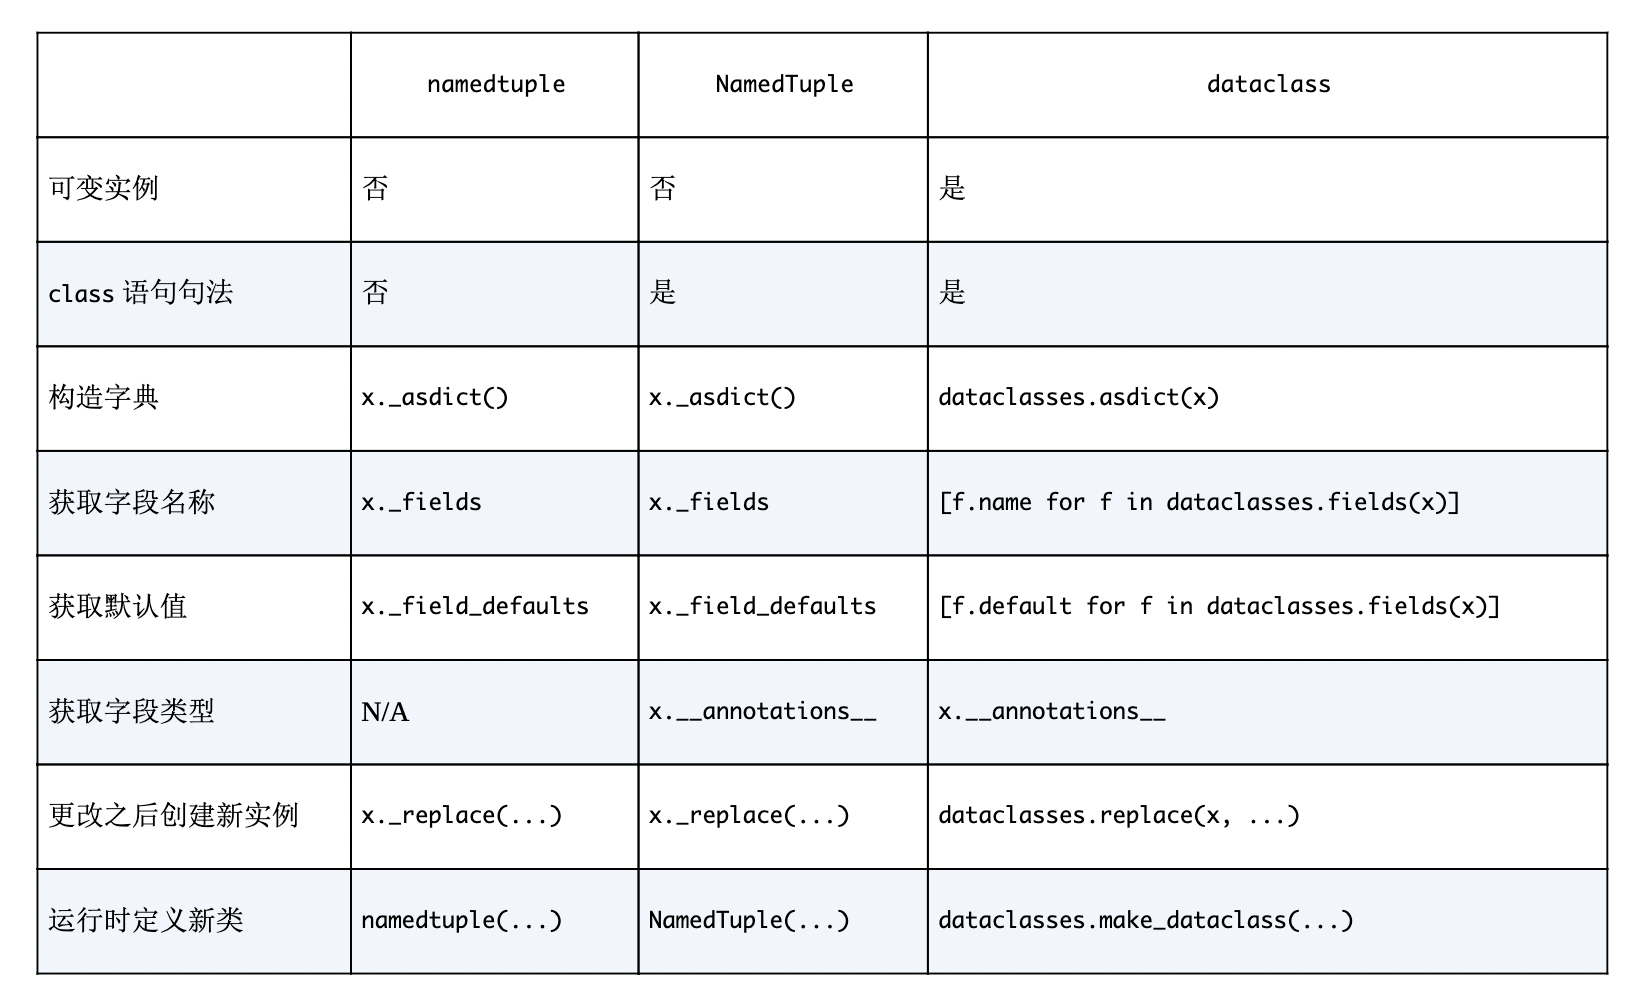 namedtuple NamedTuple dataclass
可变实例 否 否 是
class 语句句法 否 是 是
构造字典 x._asdict() x._asdict() dataclasses.asdict(x)
获取字段名称 x._fields x._fields [f.name for f in dataclasses.fields(x)]
获取默认值 x._field_defaults x._field_defaults [f.default for f in dataclasses.fields(x)]
获取字段类型 N/A x.__annotations__ x.__annotations__
更改之后创建新实例 x._replace(...) x._replace(...) dataclasses.replace(x, ...)
运行时定义新类 namedtuple(...) NamedTuple(...) dataclasses.make_dataclass(...)